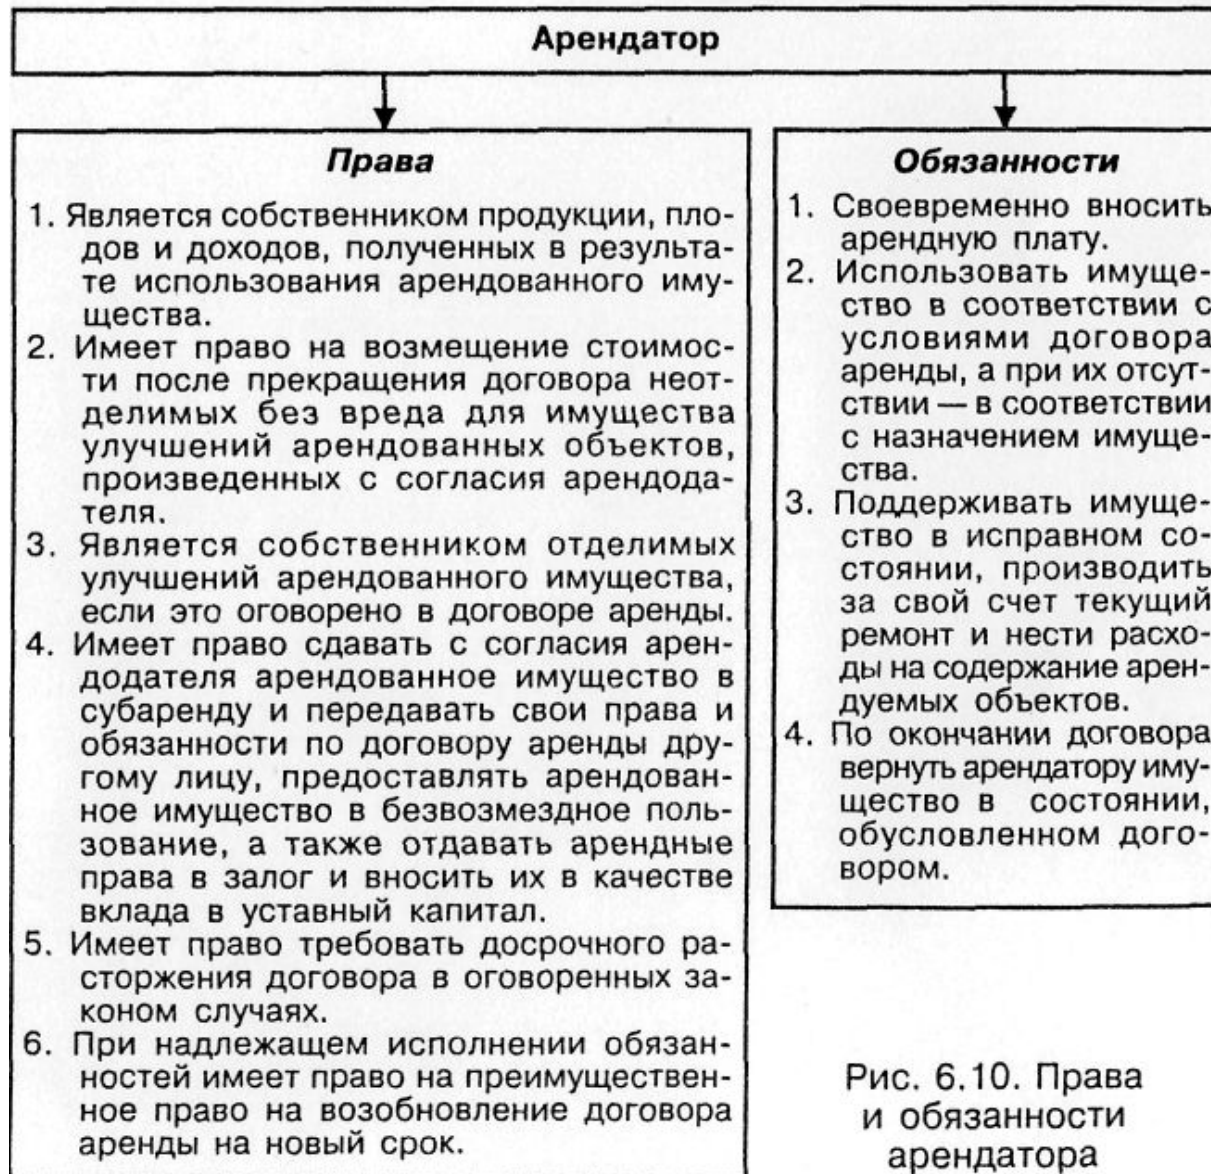 Арендатор
Права
1. Является собственником продукции, пло-
дов и доходов, полученных в результа-
те использования арендованного иму-
щества.
2. Имеет право на возмещение стоимос-
ти после прекращения договора неот-
делимых без вреда для имущества
улучшений арендованных объектов,
произведенных с согласия арендода-
теля.
3. Является собственником отделимых
улучшений арендованного имущества,
если это оговорено в договоре аренды.
4. Имеет право сдавать с согласия арен-
додателя арендованное имущество в
субаренду и передавать свои права и
обязанности по договору аренды дру-
гому лицу, предоставлять арендован-
ное имущество в безвозмездное поль-
зование, а также отдавать арендные
права в залог и вносить их в качестве
вклада в уставный капитал.
5. Имеет право требовать досрочного ра-
сторжения договора в оговоренных за-
коном случаях.
6. При надлежащем исполнении обязан-
ностей имеет право на преимуществен-
ное право на возобновление договора
аренды на новый срок.
Обязанности
1. Своевременно вносить
арендную плату.
2. Использовать имуще-
ство в соответствии с
условиями договора
аренды, а при их отсут-
ствии — в соответствии
с назначением имуще-
ства.
3. Поддерживать имуще-
ство в исправном со-
стоянии, производить
за свой счет текущий
ремонт и нести расхо-
ды на содержание арен-
дуемых объектов.
4. По окончании договора
вернуть арендатору иму-
щество в состоянии,
обусловленном дого-
вором.
Рис. 6.10. Права
и обязанности
арендатора